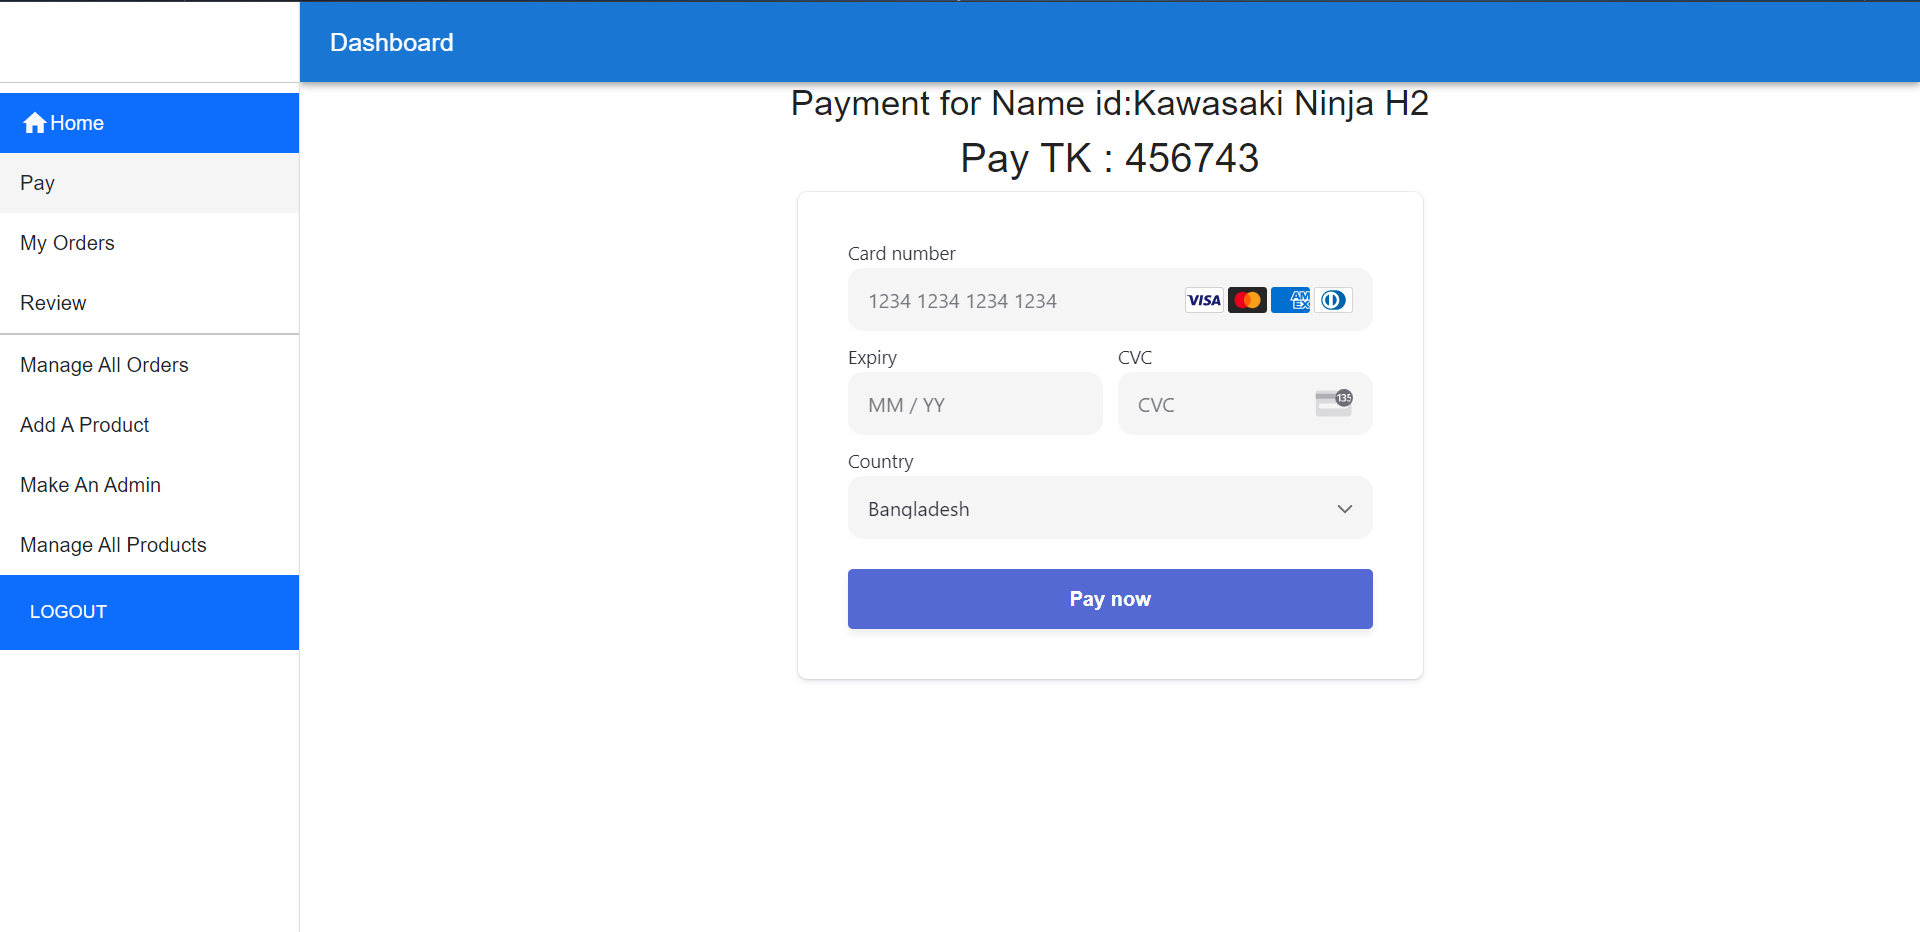 Dashboard
Home
Pay
My Orders
Review
Manage All Orders
Add A Product
Make An Admin
Manage All Products
LOGOUT
Payment for Name id:Kawasaki Ninja H2
Pay TK : 456743
Card number
1234 1234 1234 1234 VISA AMEX
Expiry CVC
MM / YY CVC 135
Country
Bangladesh
Pay now